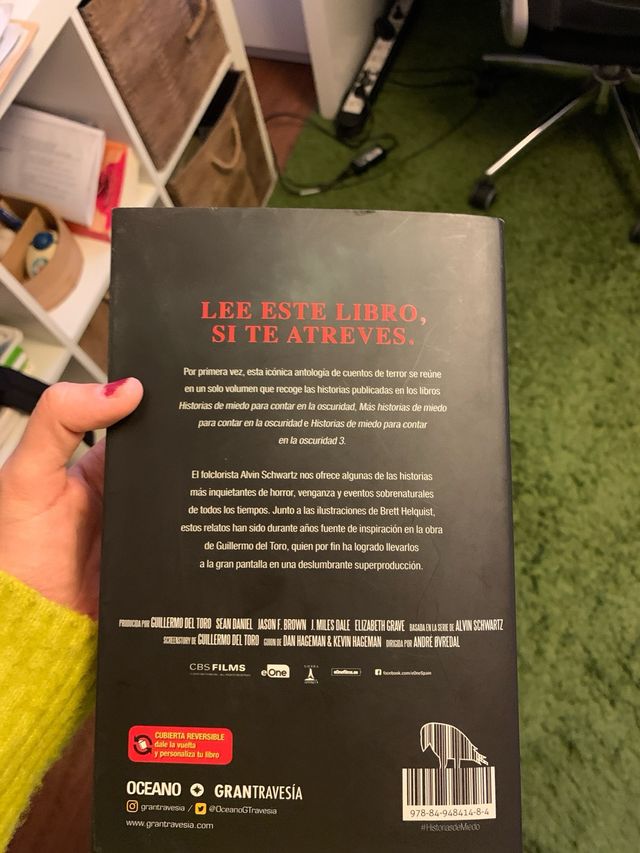 LEE ESTE LIBRO,
SI TE ATREVES.
Por primera vez, esta icónica antología de cuentos de terror se reúne
en un solo volumen que recoge las historias publicadas en los libros
Historias de miedo para contar en la oscuridad, Más historias de miedo
para contar en la oscuridad e Historias de miedo para contar
en la oscuridad 3.
El folclorista Alvin Schwartz nos ofrece algunas de las historias
más inquietantes de horror, venganza y eventos sobrenaturales
de todos los tiempos. Junto a las ilustraciones de Brett Helquist,
estos relatos han sido durante años fuente de inspiración en la obra
de Guillermo del Toro, quien por fin ha logrado llevarlos
a la gran pantalla en una deslumbrante superproducción.
PRODUCIDA POR GUILLERMO DEL TORO SEAN DANIEL JASON F. BROWN J. MILES DALE ELIZABETH GRAVE BASADA EN LA SERIE DE ALVIN SCHWARTZ
SCREENSTORY DE GUILLERMO DEL TORO GUION DE DAN HAGEMAN & KEVIN HAGEMAN DIRIGIDA POR ANDRÉ ØVREDAL
CBS FILMS eOne eOnefilms.es facebook.com/eOneSpain
CUBIERTA REVERSIBLE
dale la vuelta
y personaliza tu libro
OCEANO + GRANTRAVESÍA
grantravesia / @OceanoGTravesia
www.grantravesia.com
978-84-948414-8-4
#HistoriasdeMiedo